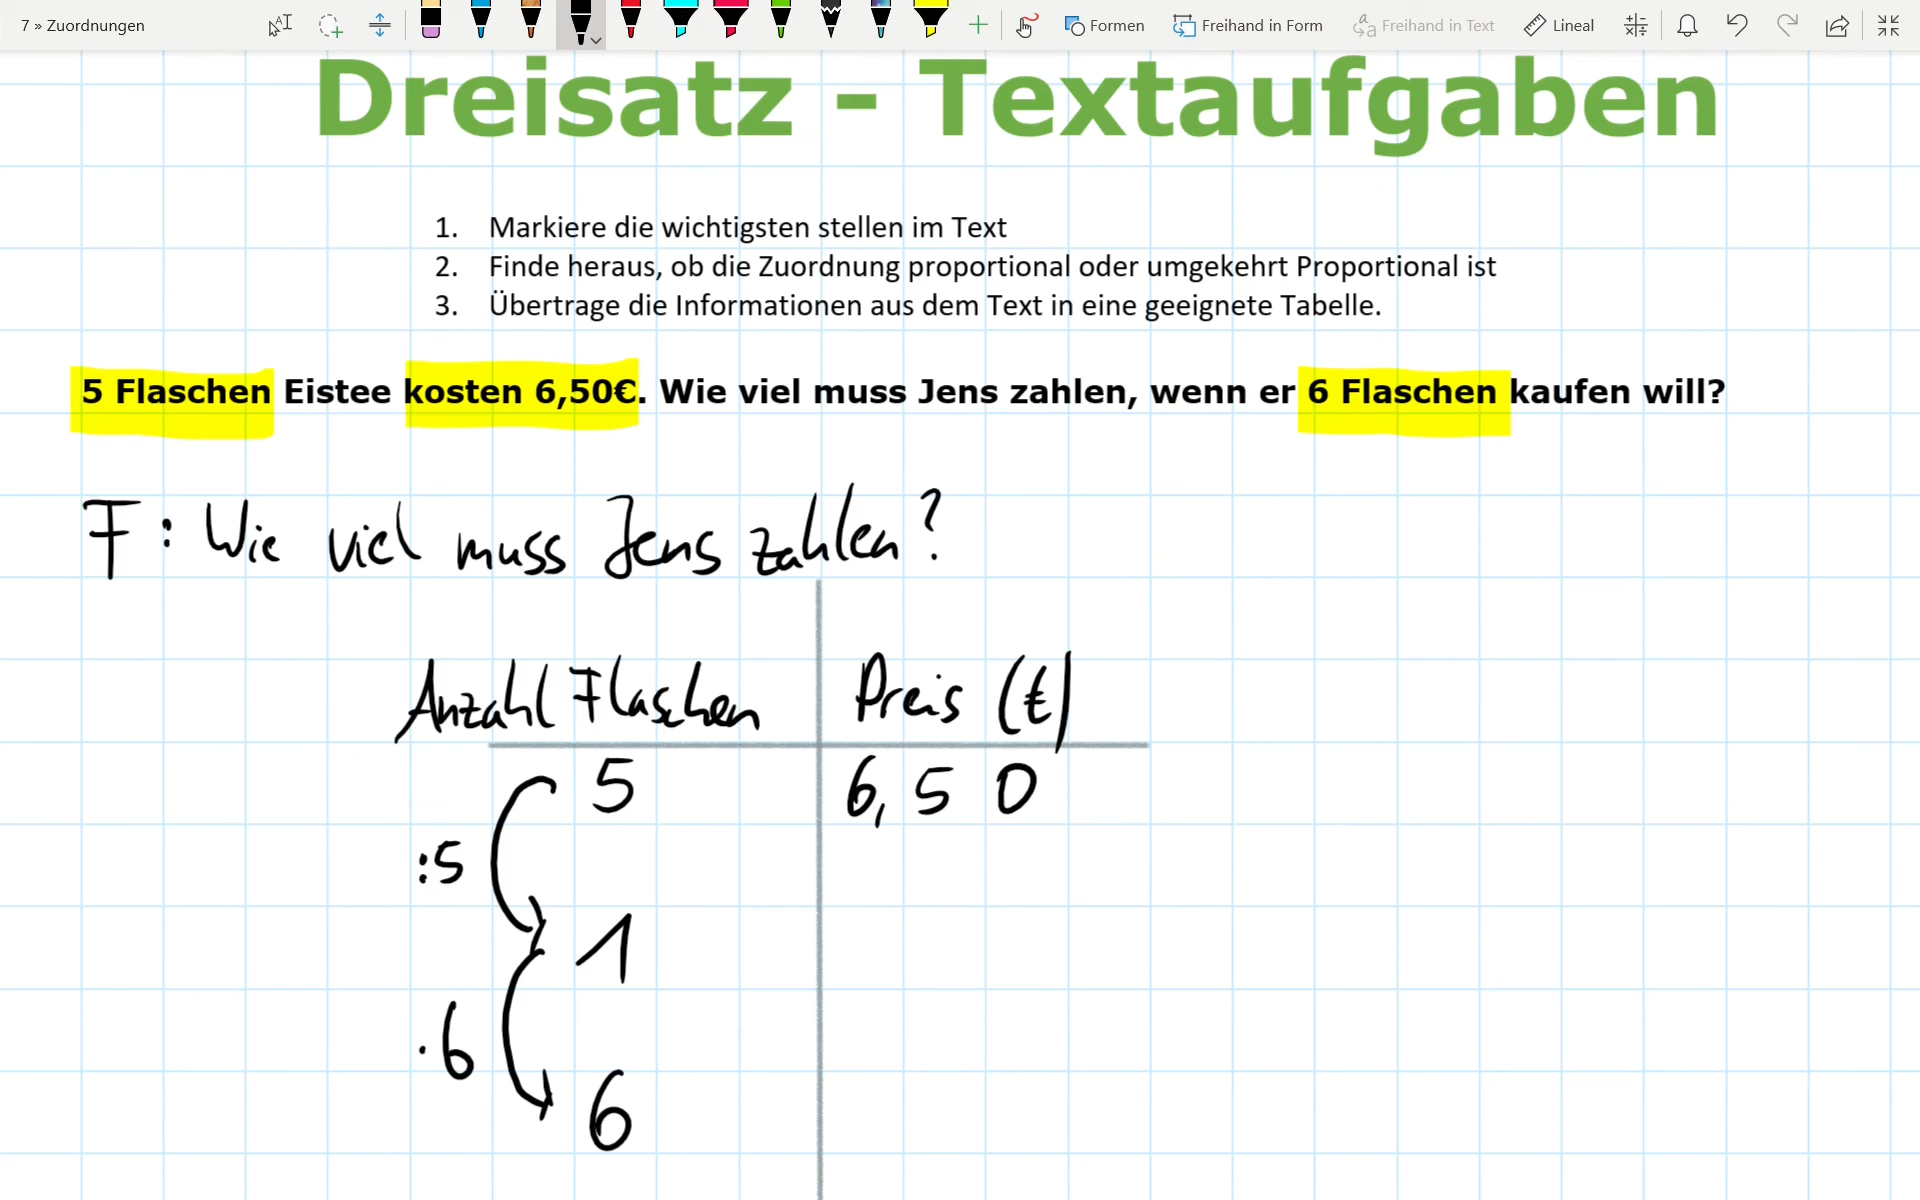 7 » Zuordnungen
Formen Freihand in Form Freihand in Text Lineal
Dreisatz - Textaufgaben
1. Markiere die wichtigsten stellen im Text
2. Finde heraus, ob die Zuordnung proportional oder umgekehrt Proportional ist
3. Übertrage die Informationen aus dem Text in eine geeignete Tabelle.
5 Flaschen Eistee kosten 6,50€. Wie viel muss Jens zahlen, wenn er 6 Flaschen kaufen will?
F: Wie viel muss Jens zahlen?
Anzahl Flaschen Preis (€)
5 6,50
:5
1
·6
6